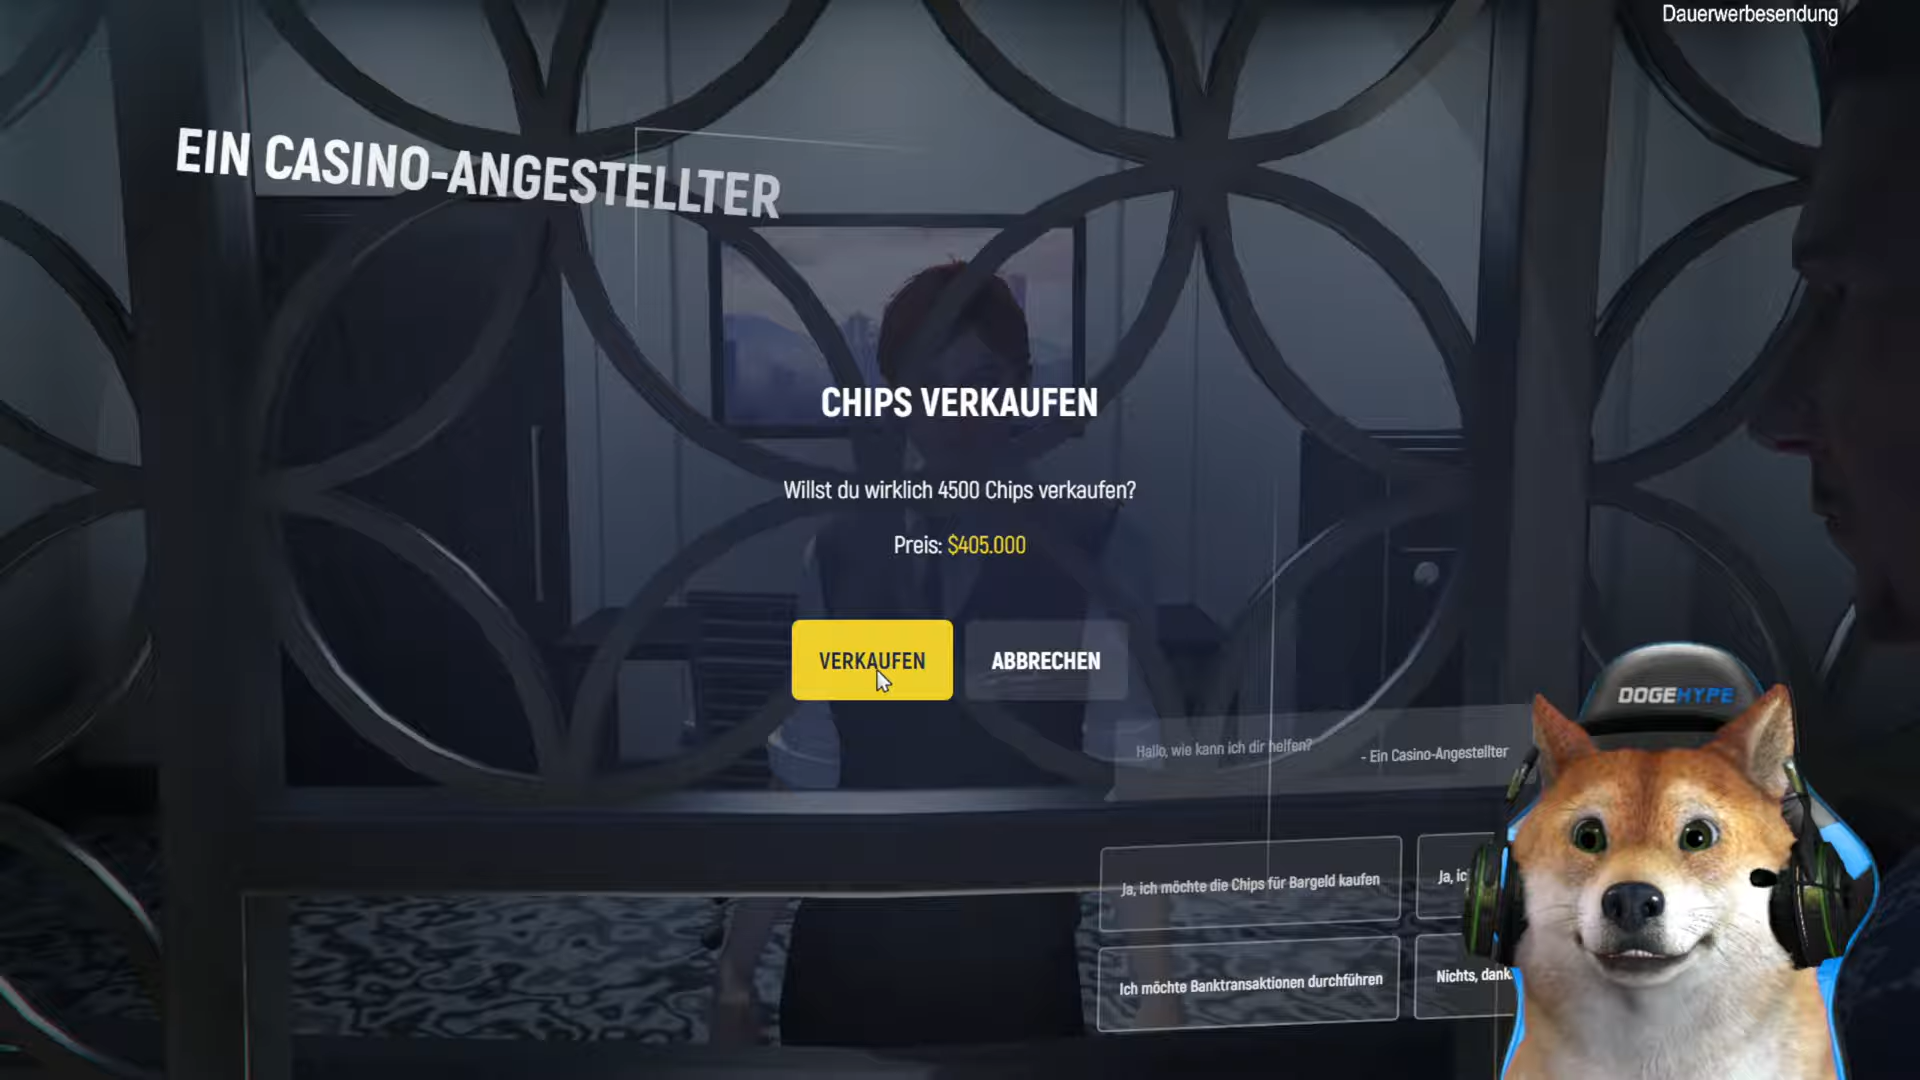 Dauerwerbesendung
EIN CASINO-ANGESTELLTER
CHIPS VERKAUFEN
Willst du wirklich 4500 Chips verkaufen?
Preis: $405.000
VERKAUFEN
ABBRECHEN
Hallo, wie kann ich dir helfen?
- Ein Casino-Angestellter
Ja, ich möchte die Chips für Bargeld kaufen
Ja,
Ich möchte Banktransaktionen durchführen
Nichts,
DOGEHYPE